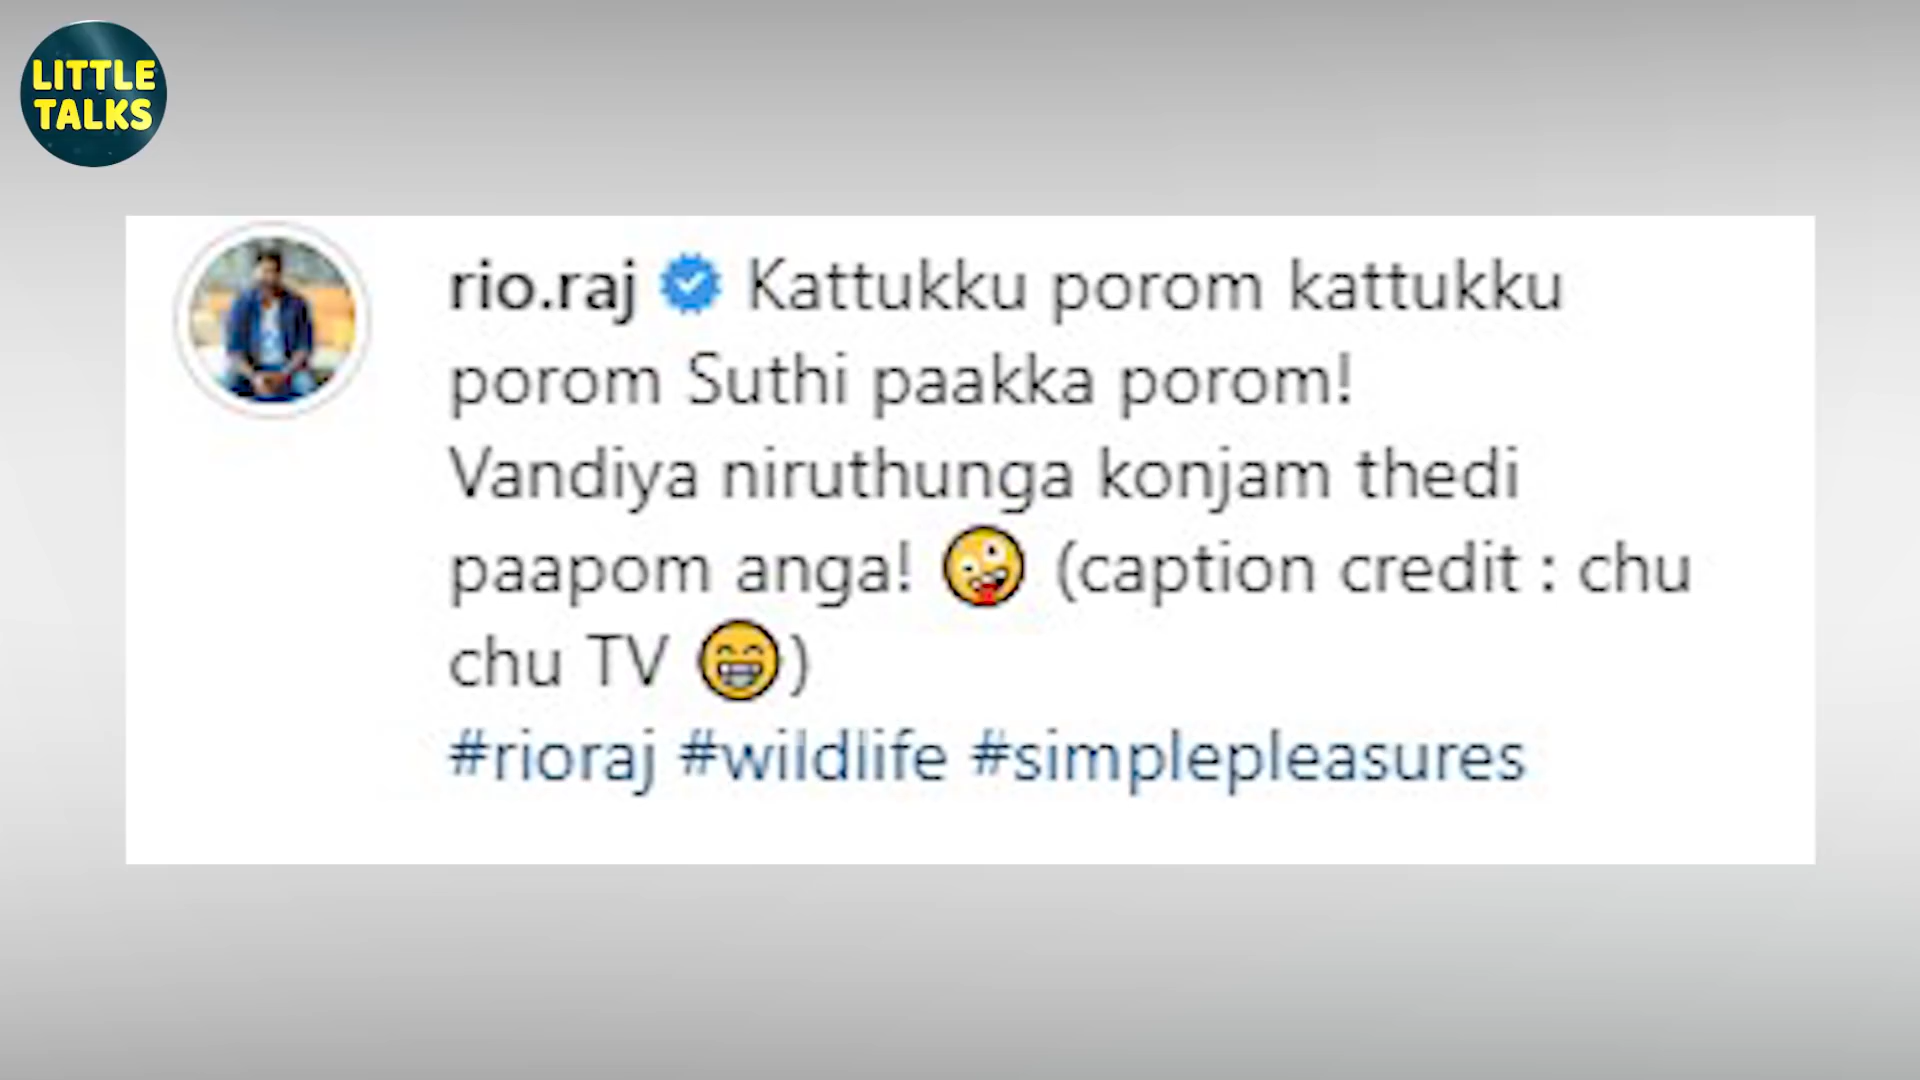 LITTLE
TALKS
rio.raj Kattukku porom kattukku
porom Suthi paakka porom!
Vandiya niruthunga konjam thedi
paapom anga! 🤪 (caption credit : chu
chu TV 😁)
#rioraj #wildlife #simplepleasures